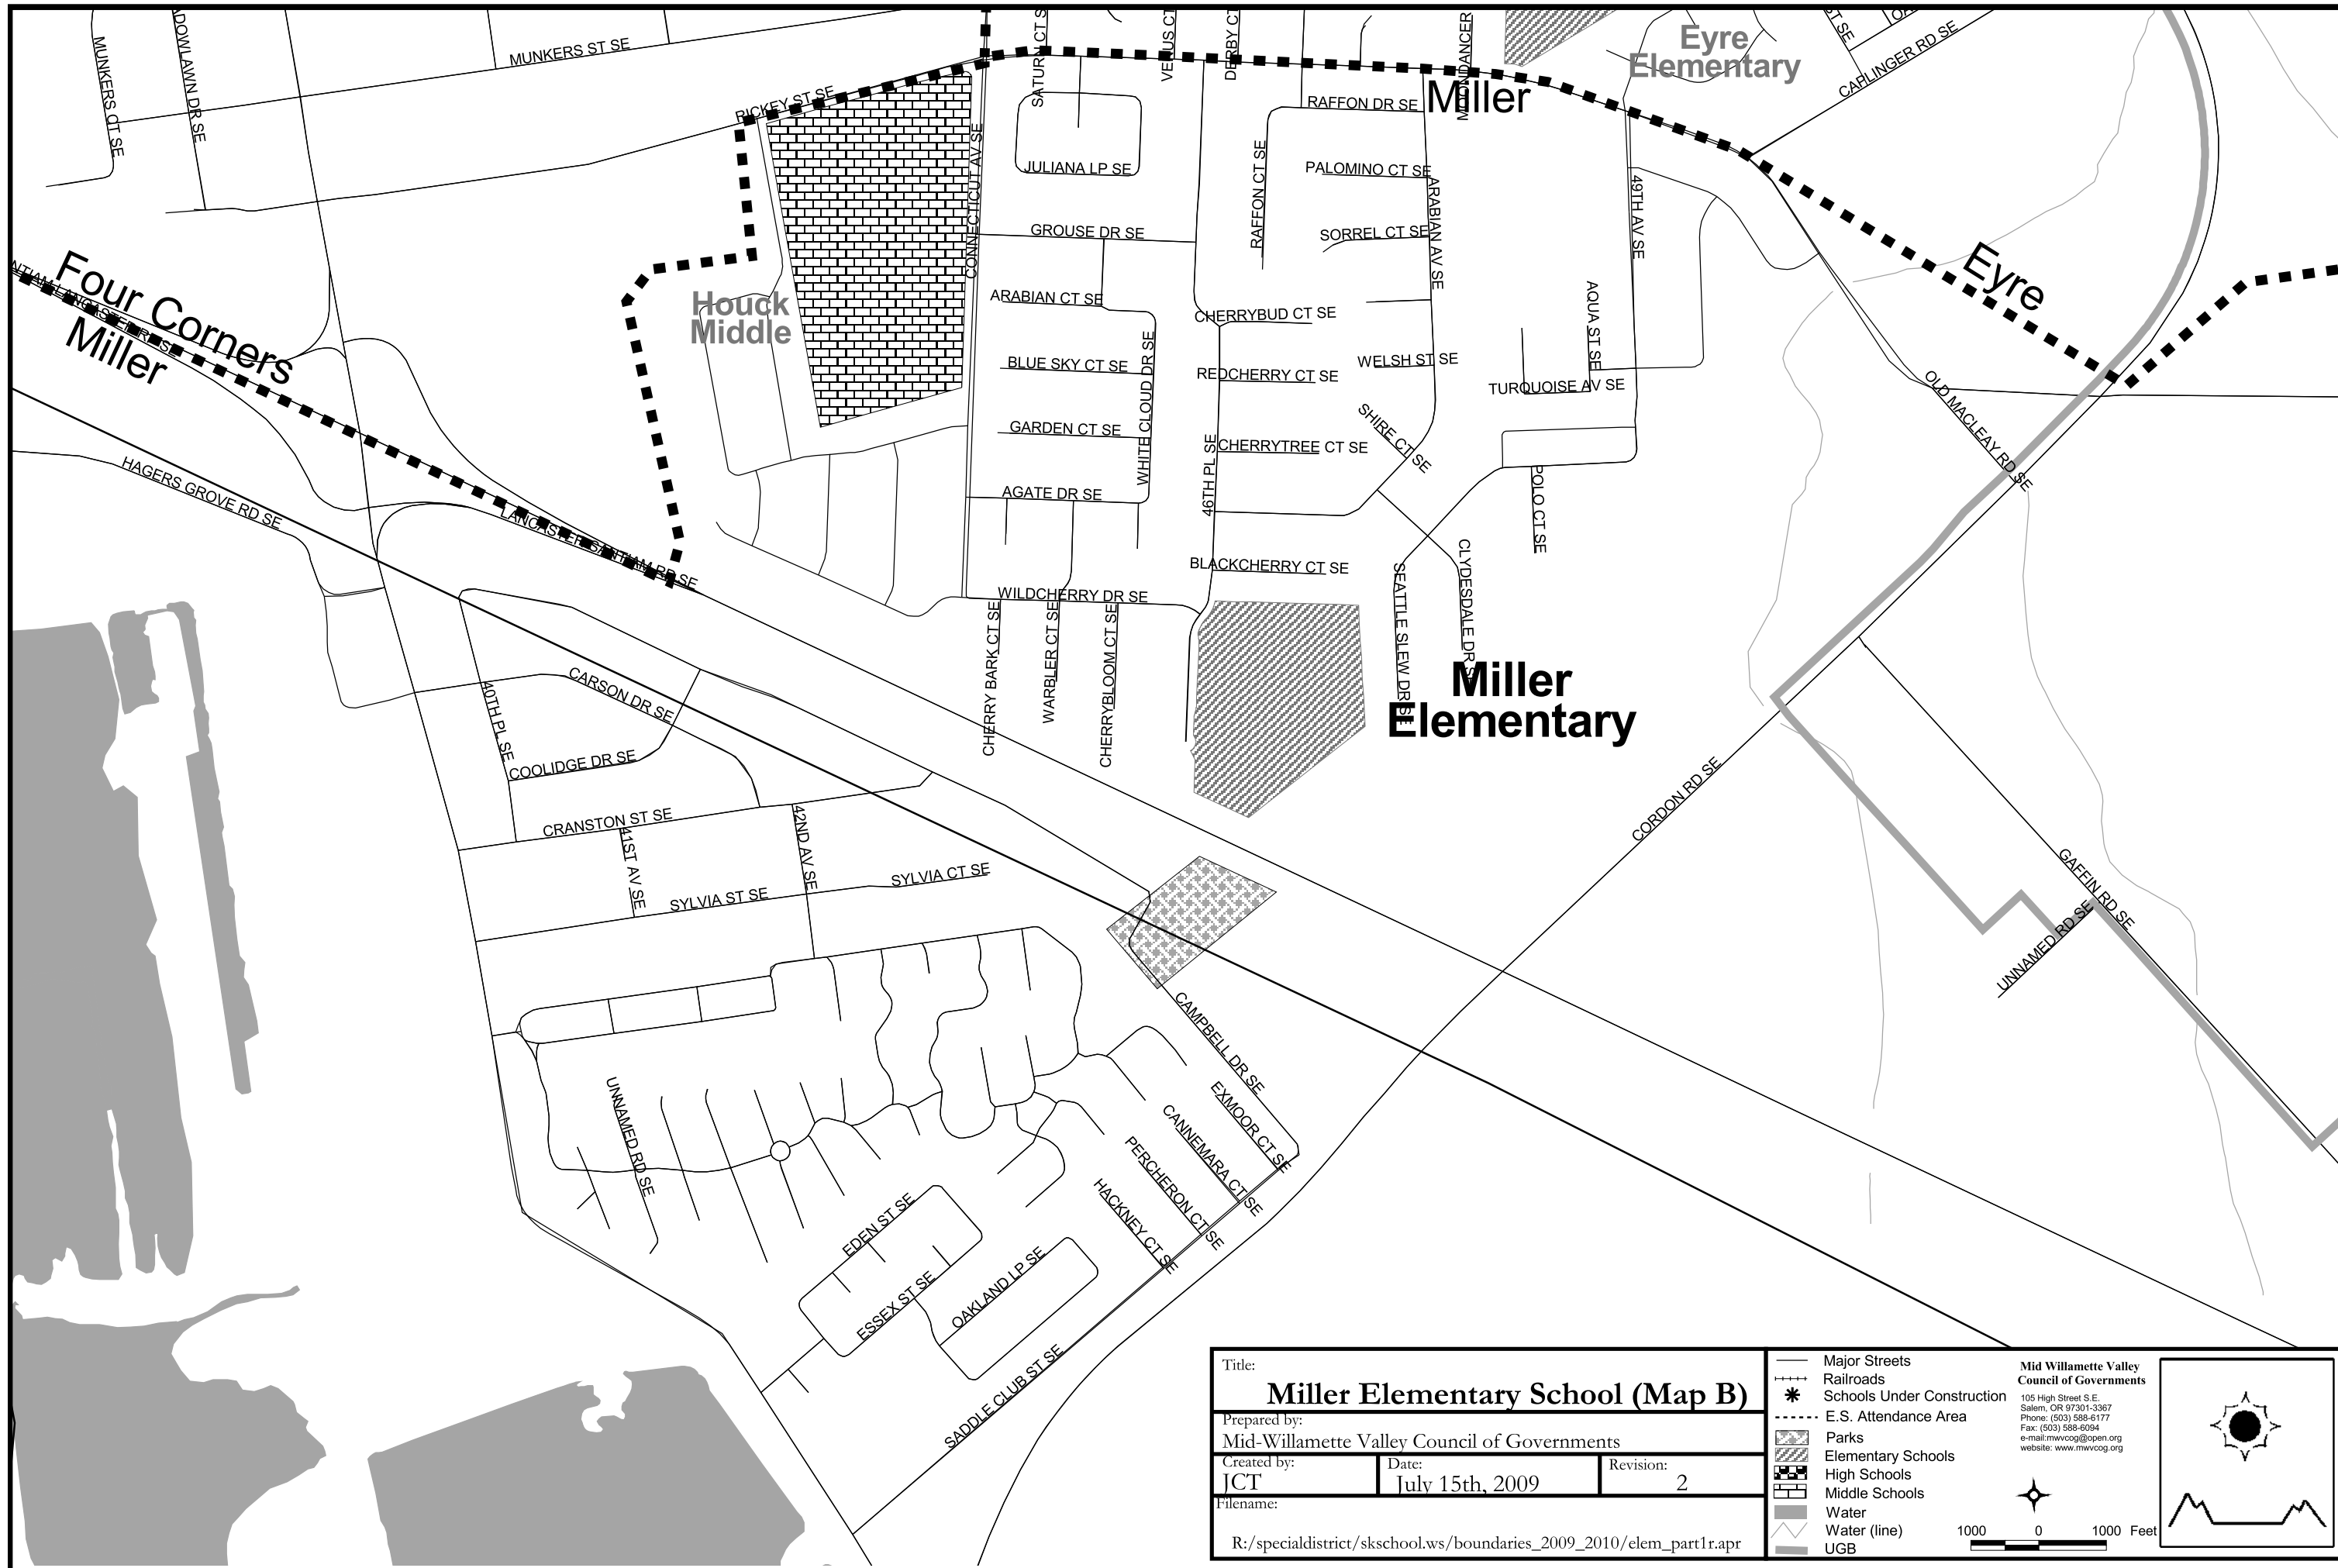 MUNKERS CT SE
ADOWLAWN DR SE
MUNKERS ST SE
RICKEY ST SE
SATURN CT S
VENUS CT
DERBY CT
MOONDANCER
Eyre
Elementary
CARLINGER RD SE
ST SE
Miller
RAFFON DR SE
CONNECTICUT AV SE
JULIANA LP SE
RAFFON CT SE
PALOMINO CT SE
ARABIAN AV SE
49TH AV SE
GROUSE DR SE
SORREL CT SE
Four Corners
Miller
NTIAM LANCASTER RD SE
Houck
Middle
ARABIAN CT SE
CHERRYBUD CT SE
AQUA ST SE
Eyre
BLUE SKY CT SE
WHITE CLOUD DR SE
REDCHERRY CT SE
WELSH ST SE
TURQUOISE AV SE
OLD MACLEAY RD SE
GARDEN CT SE
46TH PL SE
CHERRYTREE CT SE
SHIRE CT SE
HAGERS GROVE RD SE
AGATE DR SE
POLO CT SE
LANCASTER SANTIAM RD SE
BLACKCHERRY CT SE
SEATTLE SLEW DR SE
CLYDESDALE DR SE
WILDCHERRY DR SE
CHERRY BARK CT SE
WARBLER CT SE
CHERRYBLOOM CT SE
Miller
Elementary
CARSON DR SE
40TH PL SE
COOLIDGE DR SE
CORDON RD SE
CRANSTON ST SE
41ST AV SE
42ND AV SE
SYLVIA ST SE
SYLVIA CT SE
GAFFIN RD SE
UNNAMED RD SE
CAMPBELL DR SE
UNNAMED RD SE
EXMOOR CT SE
CANNEMARA CT SE
PERCHERON CT SE
HACKNEY CT SE
EDEN ST SE
ESSEX ST SE
OAKLAND LP SE
SADDLE CLUB ST SE
Title:
Miller Elementary School (Map B)
Prepared by:
Mid-Willamette Valley Council of Governments
Created by:
JCT
Date:
July 15th, 2009
Revision:
2
Filename:
R:/specialdistrict/skschool.ws/boundaries_2009_2010/elem_part1r.apr
Major Streets
Railroads
Schools Under Construction
E.S. Attendance Area
Parks
Elementary Schools
High Schools
Middle Schools
Water
Water (line)
UGB
Mid Willamette Valley
Council of Governments
105 High Street S.E.
Salem, OR 97301-3367
Phone: (503) 588-6177
Fax: (503) 588-6094
e-mail:mwvcog@open.org
website: www.mwvcog.org
1000 0 1000 Feet